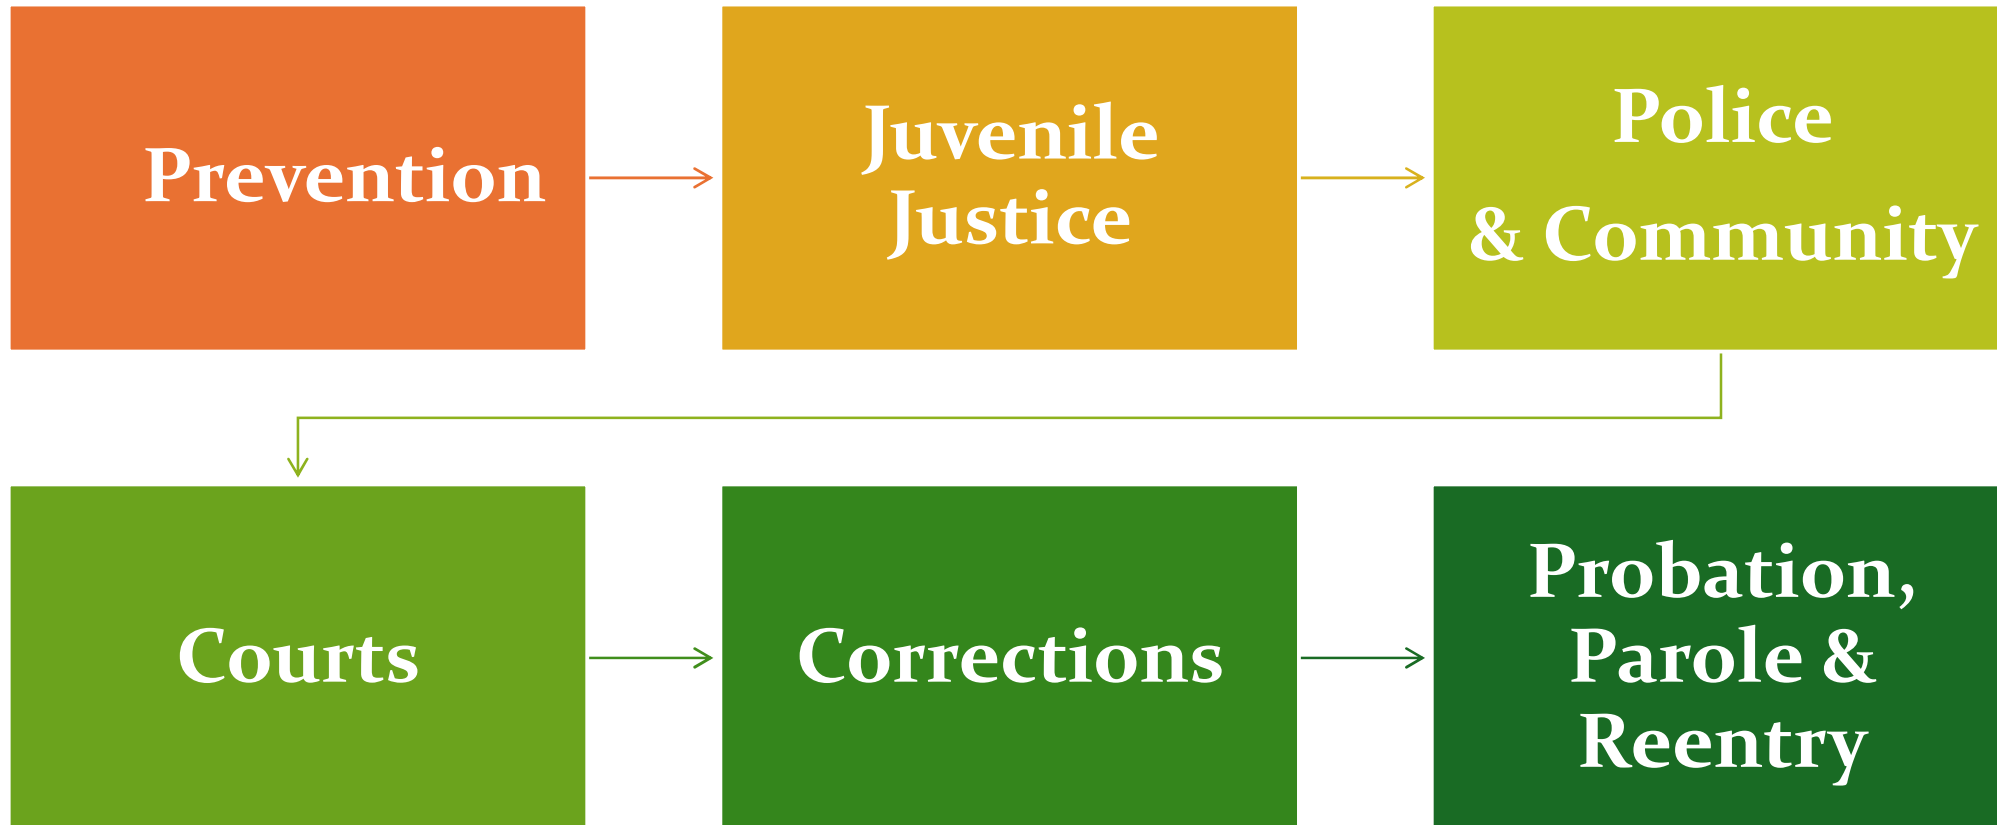 Prevention
Juvenile
Justice
Police
& Community
Courts
Corrections
Probation,
Parole &
Reentry